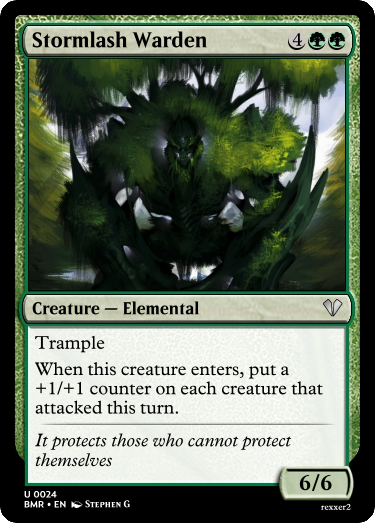 Stormlash Warden 4
Creature — Elemental
Trample
When this creature enters, put a
+1/+1 counter on each creature that
attacked this turn.
It protects those who cannot protect
themselves
6/6
U 0024
BMR • EN STEPHEN G
rexxer2